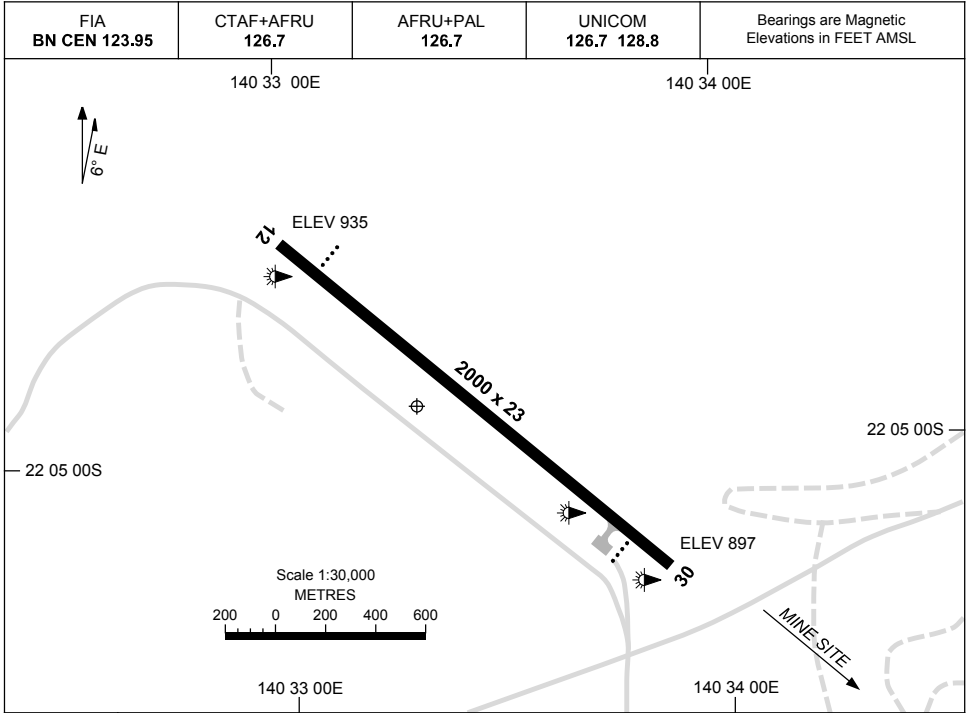 FIA
BN CEN 123.95
CTAF+AFRU
126.7
AFRU+PAL
126.7
UNICOM
126.7 128.8
Bearings are Magnetic
Elevations in FEET AMSL
140 33 00E
140 34 00E
6° E
12
ELEV 935
2000 x 23
22 05 00S
22 05 00S
ELEV 897
30
Scale 1:30,000
METRES
200 0 200 400 600
MINE SITE
140 33 00E
140 34 00E